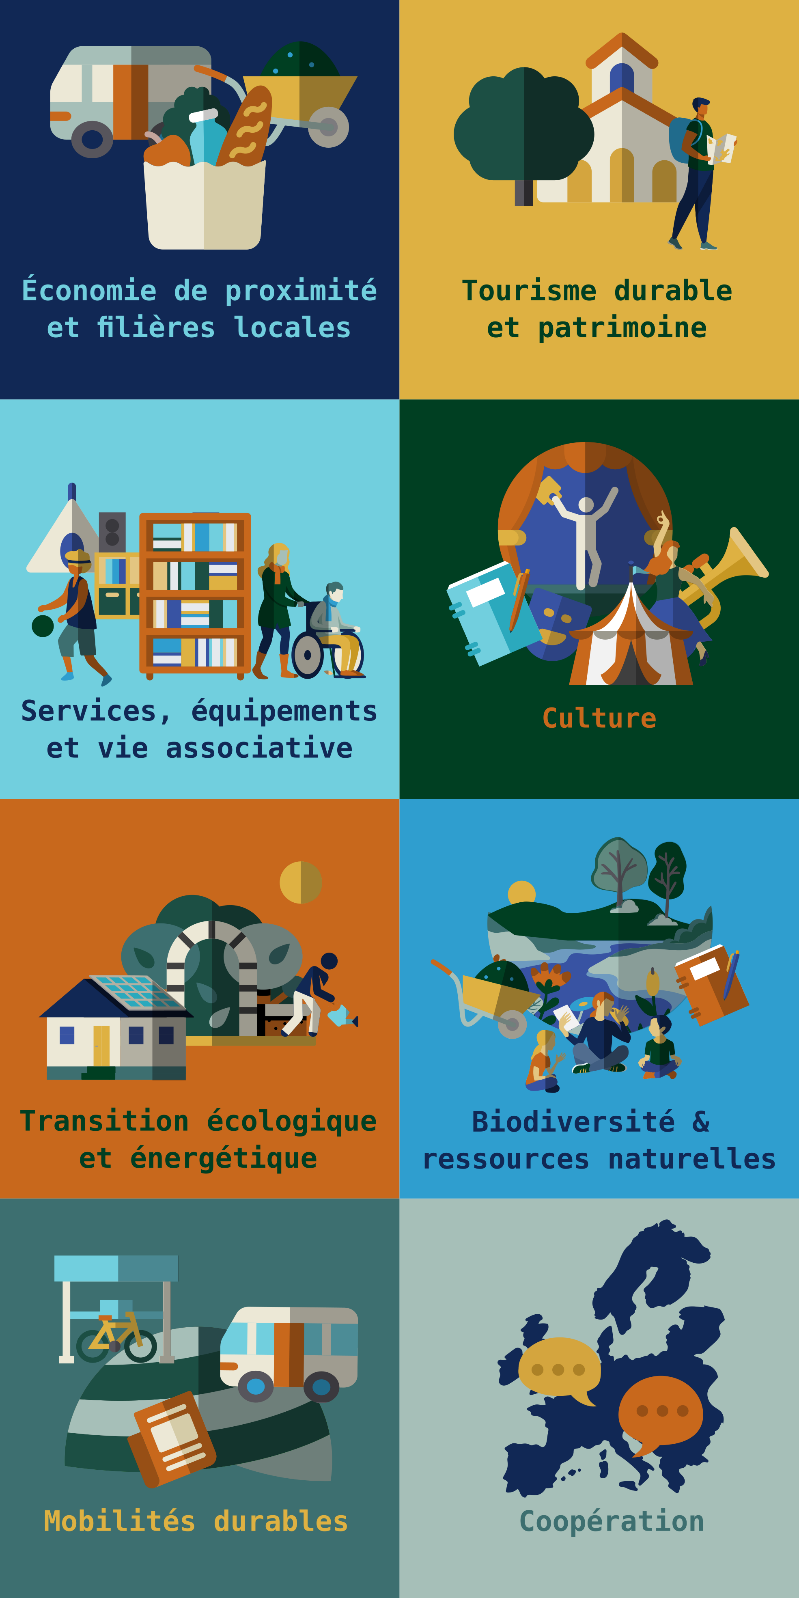 Économie de proximité
et filières locales
Tourisme durable
et patrimoine
Services, équipements
et vie associative
Culture
Transition écologique
et énergétique
Biodiversité &
ressources naturelles
Mobilités durables
Coopération